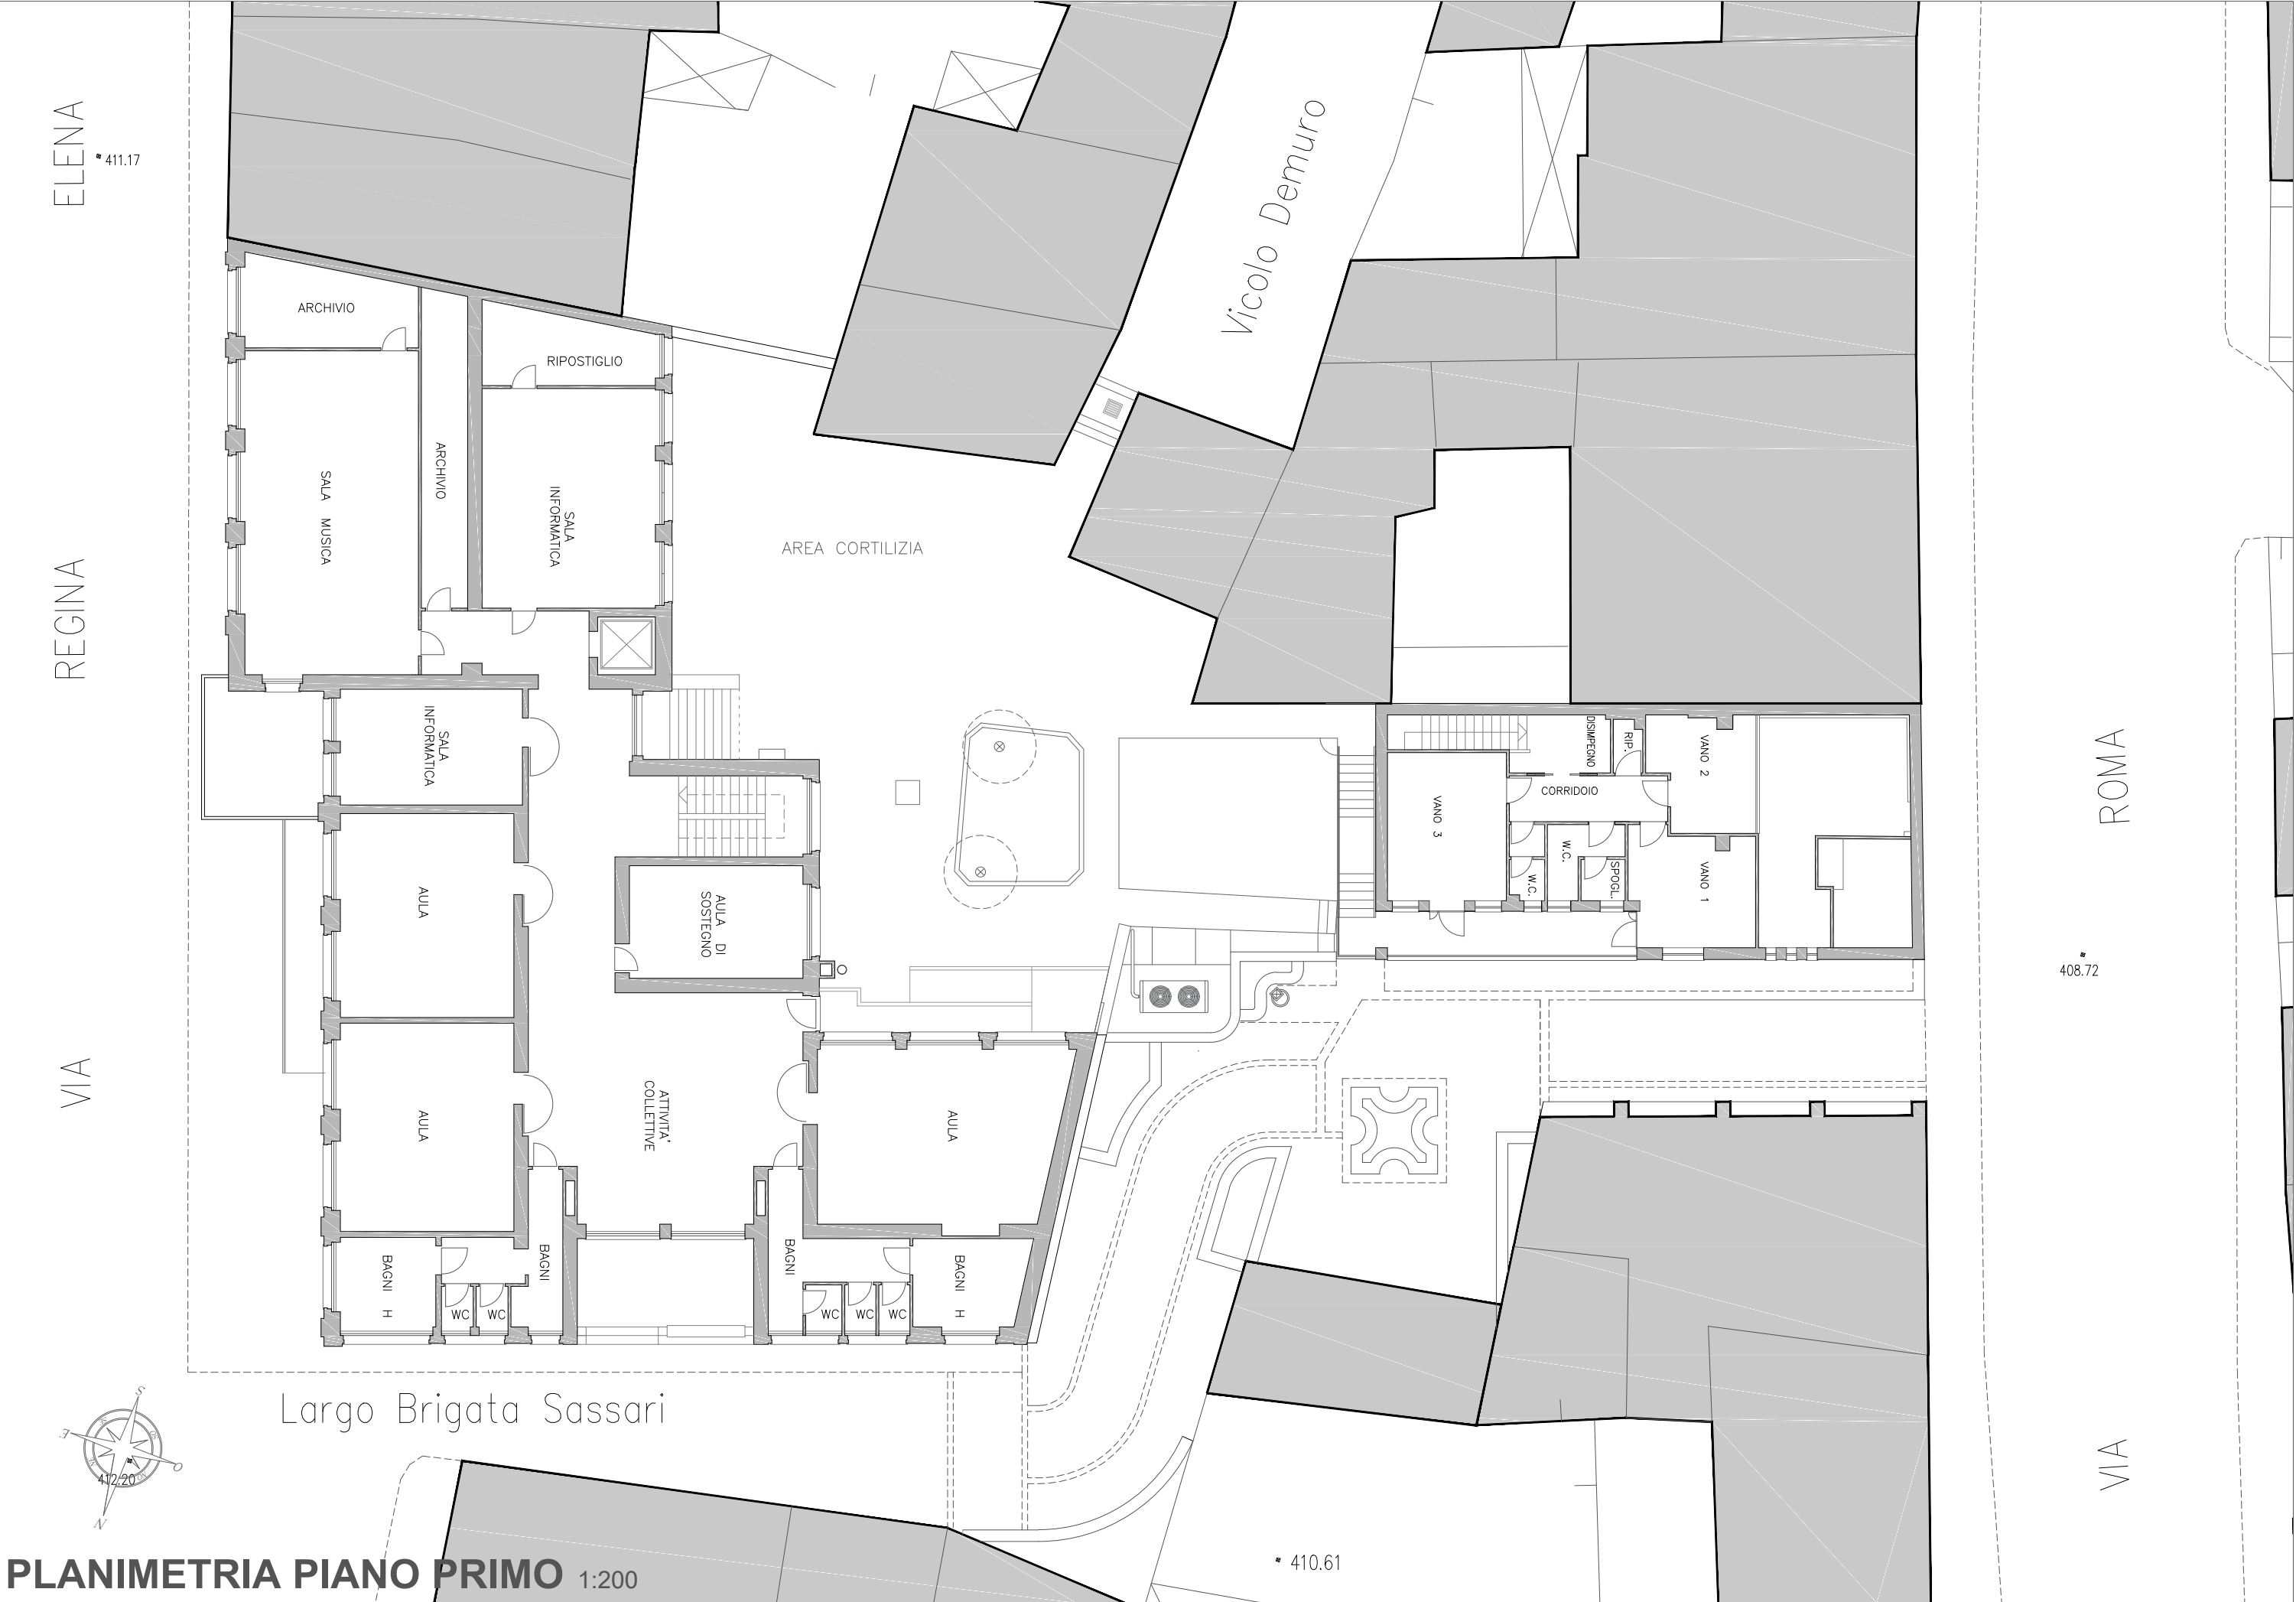 ELENA
411.17
REGINA
VIA
Vicolo Demuro
ARCHIVIO
RIPOSTIGLIO
ARCHIVIO
SALA MUSICA
SALA
INFORMATICA
AREA CORTILIZIA
SALA
INFORMATICA
AULA
AULA DI
SOSTEGNO
AULA
ATTIVITA'
COLLETTIVE
AULA
BAGNI H
WC
WC
BAGNI
BAGNI
WC
WC
WC
BAGNI H
DISIMPEGNO
RIP.
VANO 2
CORRIDOIO
VANO 3
W.C.
W.C.
SPOGL.
VANO 1
ROMA
408.72
VIA
Largo Brigata Sassari
S
E
O
N
412.20
410.61
PLANIMETRIA PIANO PRIMO 1:200